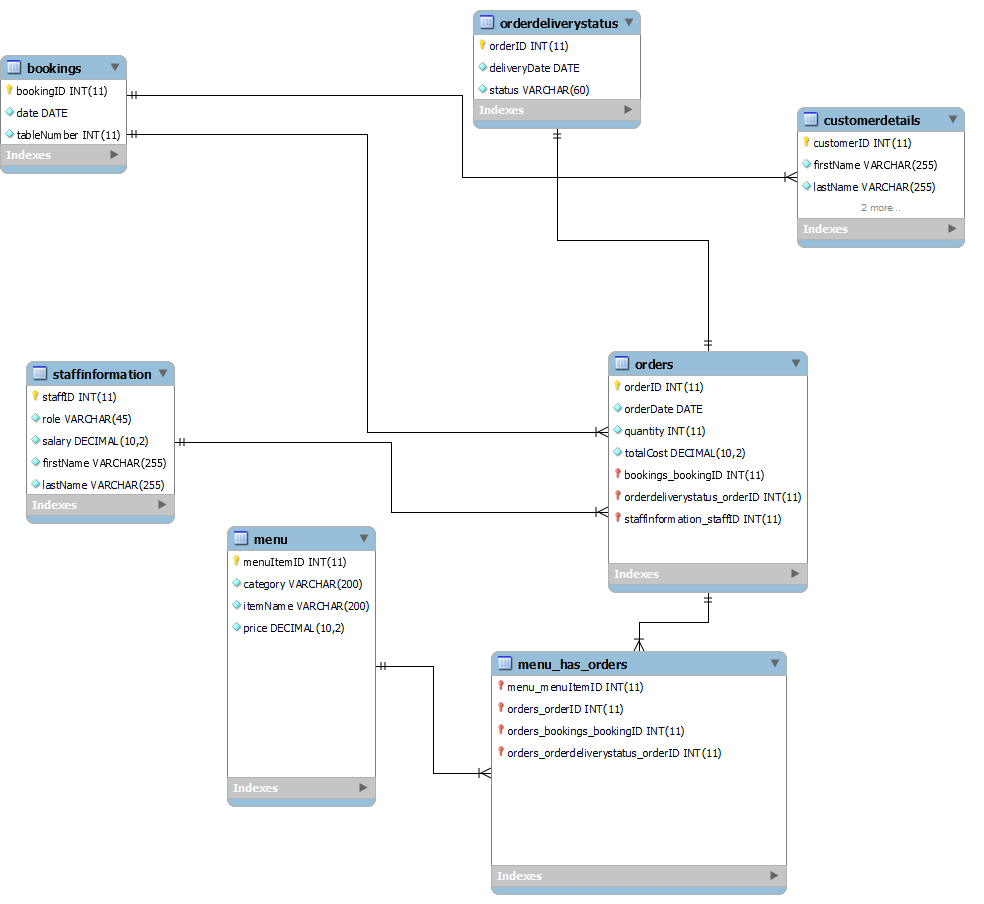 orderdeliverystatus
orderID INT(11)
deliveryDate DATE
status VARCHAR(60)
Indexes
bookings
bookingID INT(11)
date DATE
tableNumber INT(11)
Indexes
customerdetails
customerID INT(11)
firstName VARCHAR(255)
lastName VARCHAR(255)
2 more...
Indexes
staffinformation
staffID INT(11)
role VARCHAR(45)
salary DECIMAL(10,2)
firstName VARCHAR(255)
lastName VARCHAR(255)
Indexes
orders
orderID INT(11)
orderDate DATE
quantity INT(11)
totalCost DECIMAL(10,2)
bookings_bookingID INT(11)
orderdeliverystatus_orderID INT(11)
staffinformation_staffID INT(11)
Indexes
menu
menuItemID INT(11)
category VARCHAR(200)
itemName VARCHAR(200)
price DECIMAL(10,2)
Indexes
menu_has_orders
menu_menuItemID INT(11)
orders_orderID INT(11)
orders_bookings_bookingID INT(11)
orders_orderdeliverystatus_orderID INT(11)
Indexes